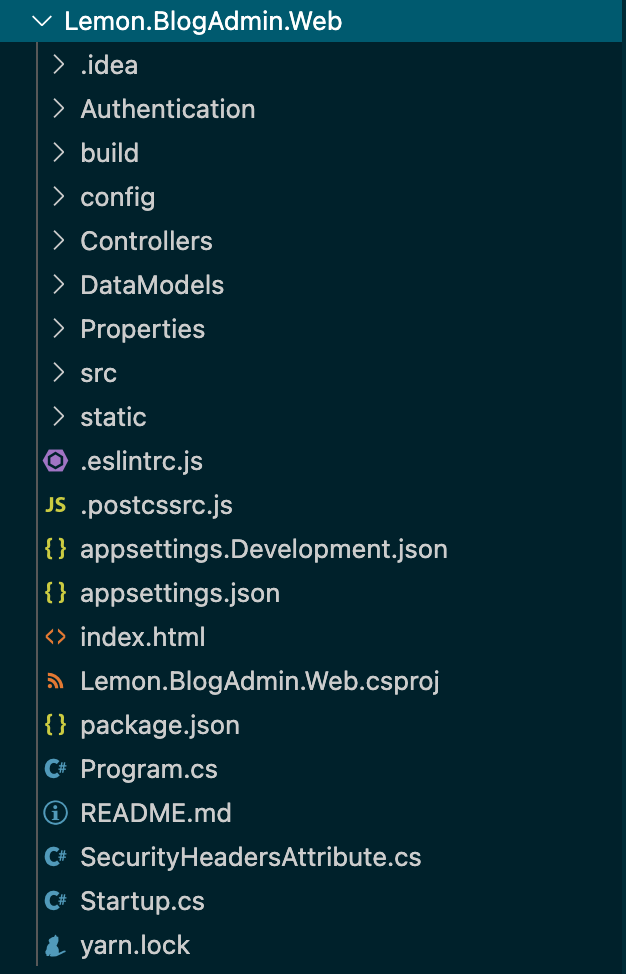 Lemon.BlogAdmin.Web
.idea
Authentication
build
config
Controllers
DataModels
Properties
src
static
.eslintrc.js
JS .postcssrc.js
{} appsettings.Development.json
{} appsettings.json
<> index.html
Lemon.BlogAdmin.Web.csproj
{} package.json
C# Program.cs
README.md
C# SecurityHeadersAttribute.cs
C# Startup.cs
yarn.lock